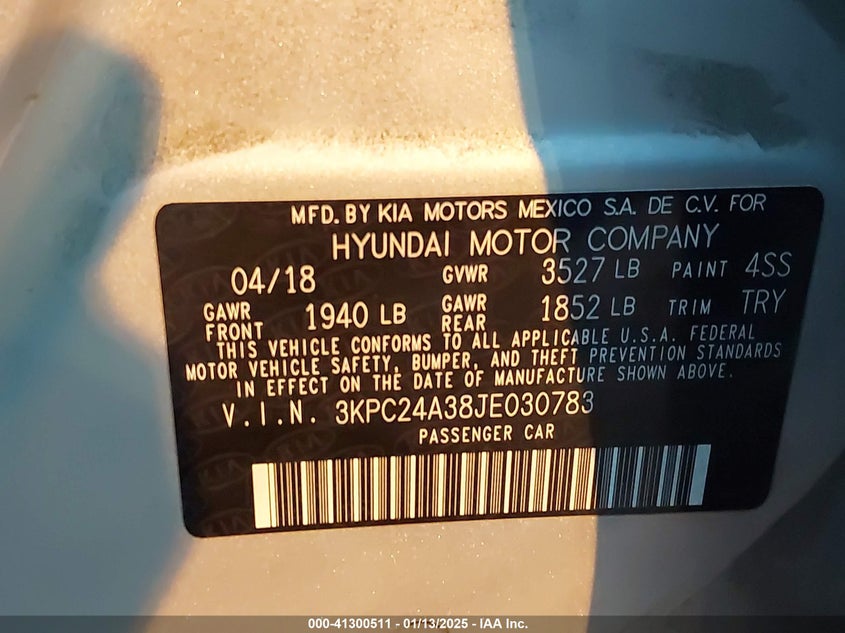 MFD. BY KIA MOTORS MEXICO S.A. DE C.V. FOR
HYUNDAI MOTOR COMPANY
04/18 GVWR 3527 LB PAINT 4SS
GAWR FRONT 1940 LB GAWR REAR 1852 LB TRIM TRY
THIS VEHICLE CONFORMS TO ALL APPLICABLE U.S.A. FEDERAL
MOTOR VEHICLE SAFETY, BUMPER, AND THEFT PREVENTION STANDARDS
IN EFFECT ON THE DATE OF MANUFACTURE SHOWN ABOVE.
V.I.N. 3KPC24A38JE030783
PASSENGER CAR
000-41300511 - 01/13/2025 - IAA Inc.